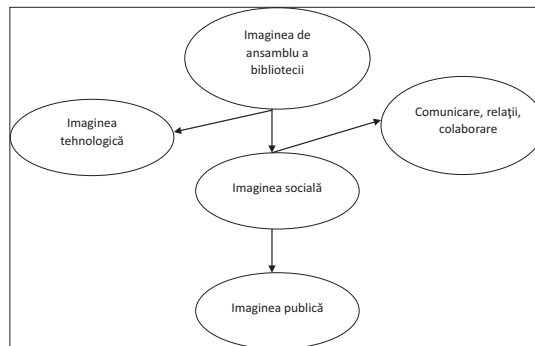 Imaginea de
ansamblu a
bibliotecii
Imaginea
tehnologică
Comunicare, relații,
colaborare
Imaginea socială
Imaginea publică